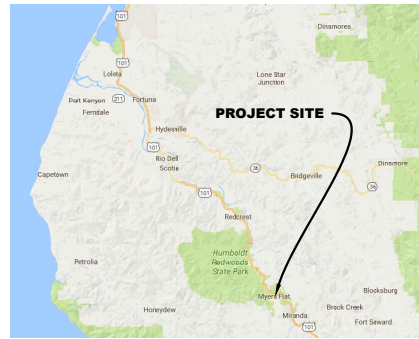 Dinsmores
101
101
Loleta
Lone Star
Junction
Port Kenyon
211
Fortuna
Ferndale
PROJECT SITE
Hydesville
Rio Dell
Scotia
36
Bridgeville
Dinsmore
36
Capetown
101
Redcrest
Humboldt
Redwoods
State Park
Petrolia
Myers Flat
Blocksburg
Honeydew
Miranda
Brock Creek
101
Fort Seward